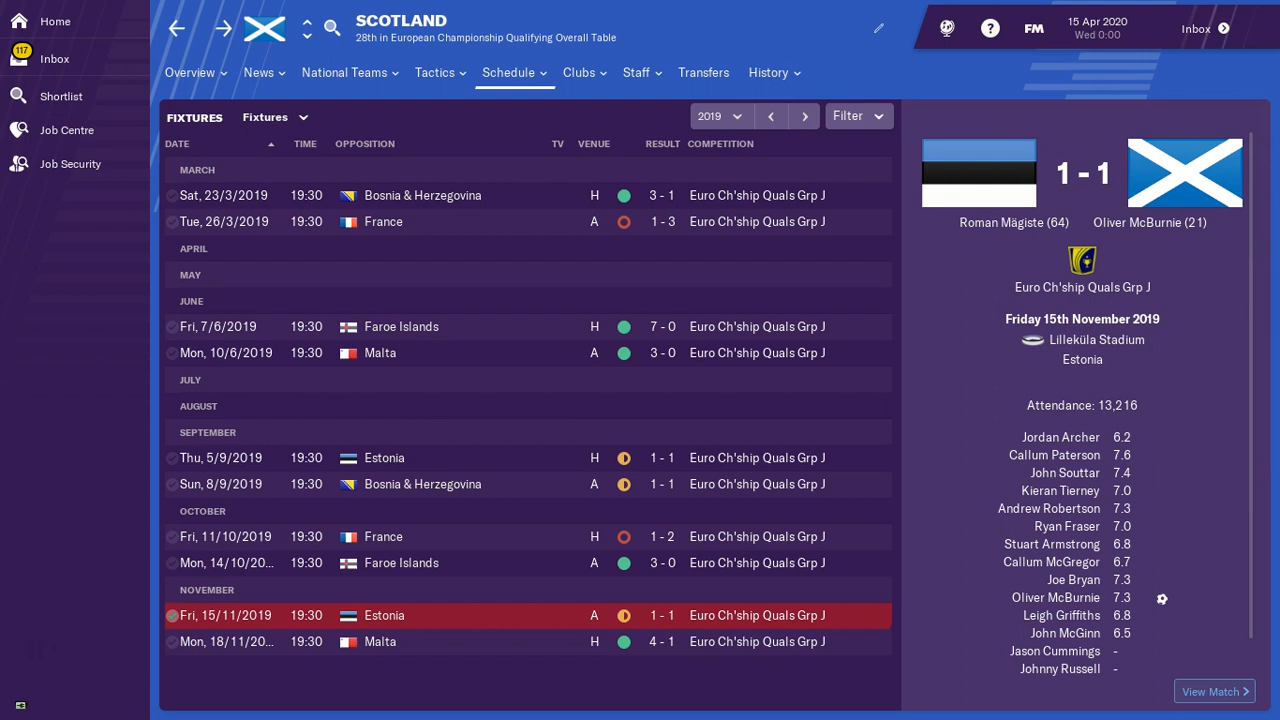 Home
117
Inbox
Shortlist
Job Centre
Job Security
SCOTLAND
28th in European Championship Qualifying Overall Table
?
FM
15 Apr 2020
Wed 0:00
Inbox
Overview News National Teams Tactics Schedule Clubs Staff Transfers History
FIXTURES Fixtures 2019 Filter
DATE TIME OPPOSITION TV VENUE RESULT COMPETITION
MARCH
Sat, 23/3/2019 19:30 Bosnia & Herzegovina H 3 - 1 Euro Ch'ship Quals Grp J
Tue, 26/3/2019 19:30 France A 1 - 3 Euro Ch'ship Quals Grp J
APRIL
MAY
JUNE
Fri, 7/6/2019 19:30 Faroe Islands H 7 - 0 Euro Ch'ship Quals Grp J
Mon, 10/6/2019 19:30 Malta A 3 - 0 Euro Ch'ship Quals Grp J
JULY
AUGUST
SEPTEMBER
Thu, 5/9/2019 19:30 Estonia H 1 - 1 Euro Ch'ship Quals Grp J
Sun, 8/9/2019 19:30 Bosnia & Herzegovina A 1 - 1 Euro Ch'ship Quals Grp J
OCTOBER
Fri, 11/10/2019 19:30 France H 1 - 2 Euro Ch'ship Quals Grp J
Mon, 14/10/20... 19:30 Faroe Islands A 3 - 0 Euro Ch'ship Quals Grp J
NOVEMBER
Fri, 15/11/2019 19:30 Estonia A 1 - 1 Euro Ch'ship Quals Grp J
Mon, 18/11/20... 19:30 Malta H 4 - 1 Euro Ch'ship Quals Grp J
1 - 1
Roman Mägiste (64) Oliver McBurnie (21)
Euro Ch'ship Quals Grp J
Friday 15th November 2019
Lilleküla Stadium
Estonia
Attendance: 13,216
Jordan Archer 6.2
Callum Paterson 7.6
John Souttar 7.4
Kieran Tierney 7.0
Andrew Robertson 7.3
Ryan Fraser 7.0
Stuart Armstrong 6.8
Callum McGregor 6.7
Joe Bryan 7.3
Oliver McBurnie 7.3
Leigh Griffiths 6.8
John McGinn 6.5
Jason Cummings -
Johnny Russell -
View Match